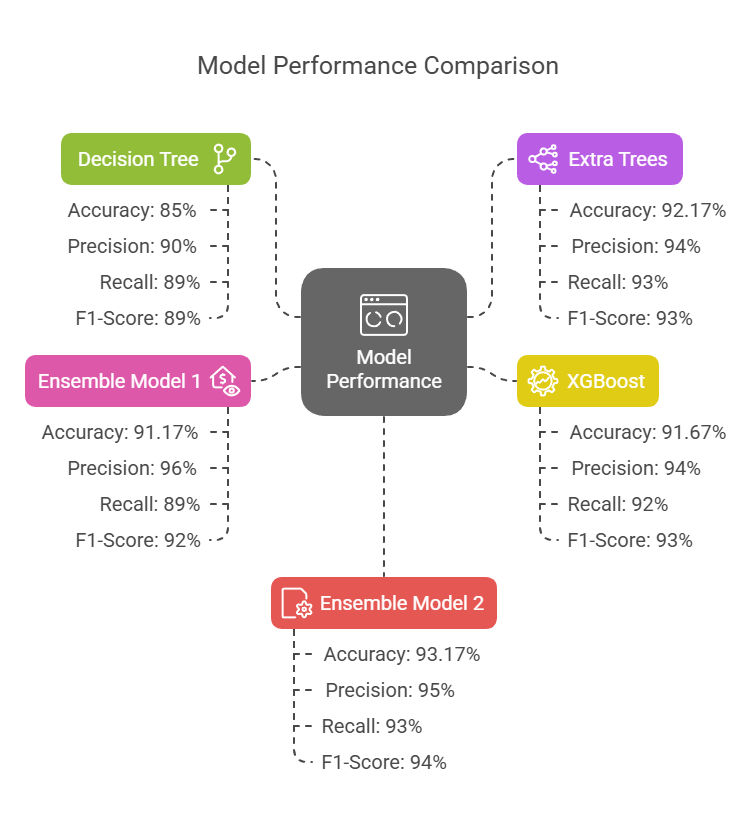 Model Performance Comparison
Decision Tree
Accuracy: 85%
Precision: 90%
Recall: 89%
F1-Score: 89%
Extra Trees
Accuracy: 92.17%
Precision: 94%
Recall: 93%
F1-Score: 93%
Model
Performance
Ensemble Model 1
$
Accuracy: 91.17%
Precision: 96%
Recall: 89%
F1-Score: 92%
XGBoost
Accuracy: 91.67%
Precision: 94%
Recall: 92%
F1-Score: 93%
Ensemble Model 2
Accuracy: 93.17%
Precision: 95%
Recall: 93%
F1-Score: 94%